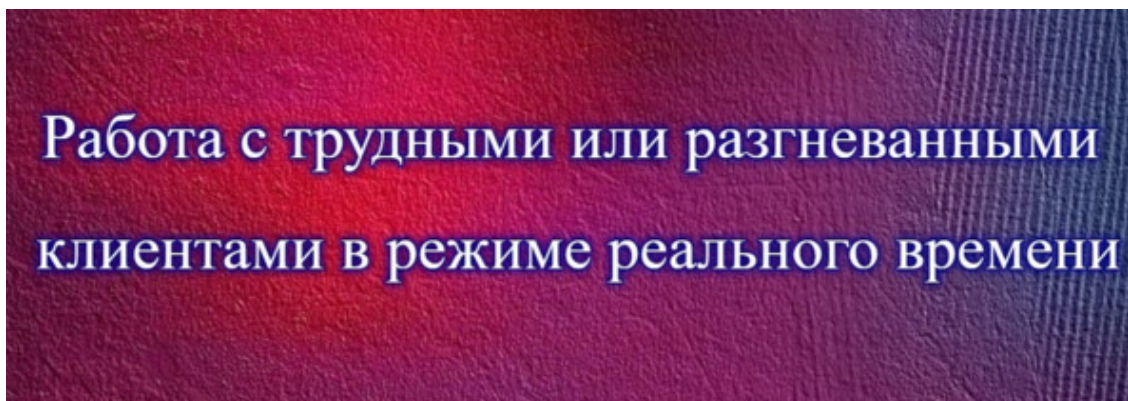 Работа с трудными или разгневанными
клиентами в режиме реального времени